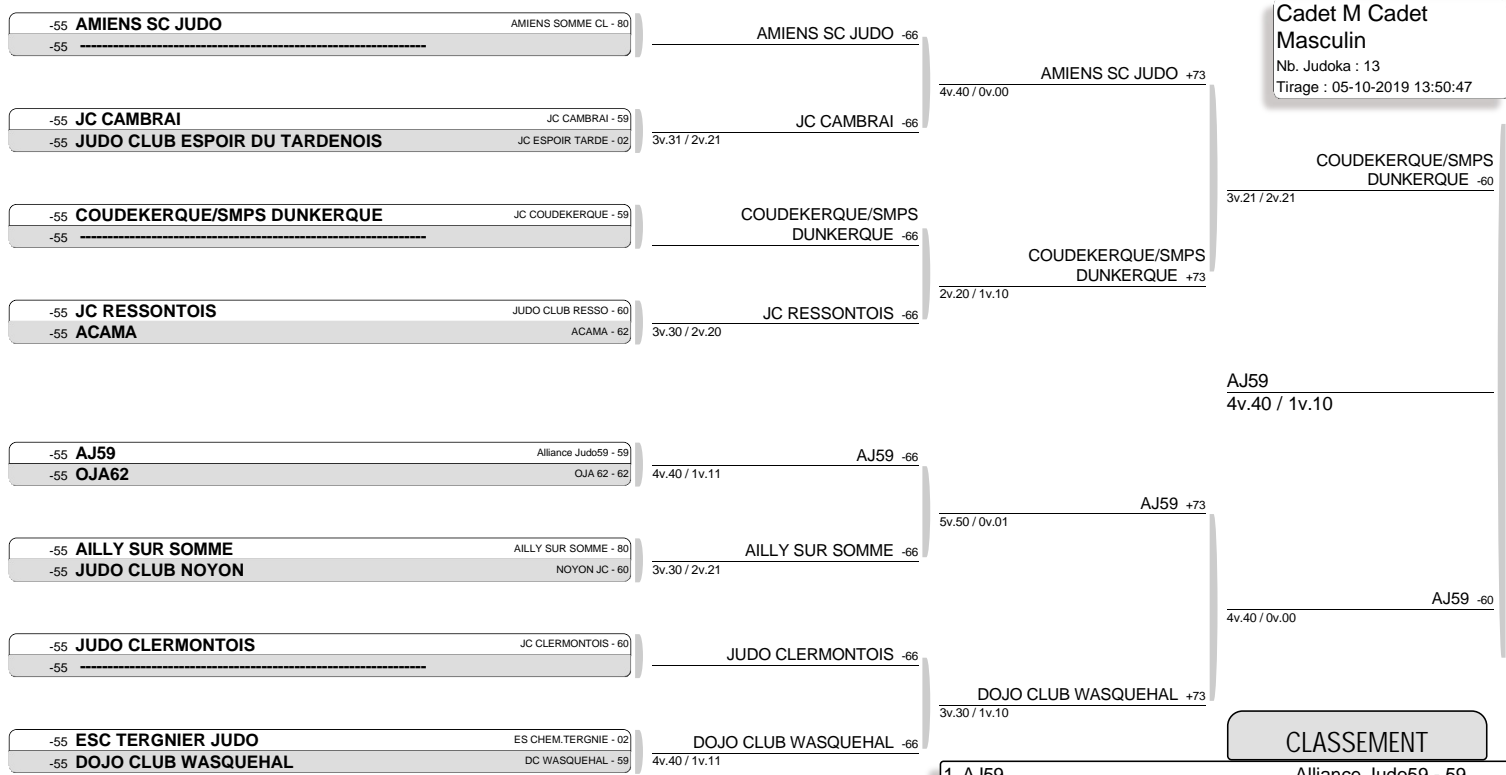 Cadet M Cadet
Masculin
Nb. Judoka : 13
Tirage : 05-10-2019 13:50:47
-55 AMIENS SC JUDO AMIENS SOMME CL - 80
-55 ----------------------------------------------------------------
-55 JC CAMBRAI JC CAMBRAI - 59
-55 JUDO CLUB ESPOIR DU TARDENOIS JC ESPOIR TARDE - 02
-55 COUDEKERQUE/SMPS DUNKERQUE JC COUDEKERQUE - 59
-55 ----------------------------------------------------------------
-55 JC RESSONTOIS JUDO CLUB RESSO - 60
-55 ACAMA ACAMA - 62
-55 AJ59 Alliance Judo59 - 59
-55 OJA62 OJA 62 - 62
-55 AILLY SUR SOMME AILLY SUR SOMME - 80
-55 JUDO CLUB NOYON NOYON JC - 60
-55 JUDO CLERMONTOIS JC CLERMONTOIS - 60
-55 ----------------------------------------------------------------
-55 ESC TERGNIER JUDO ES CHEM.TERGNIE - 02
-55 DOJO CLUB WASQUEHAL DC WASQUEHAL - 59
AMIENS SC JUDO -66
JC CAMBRAI -66
3v.31 / 2v.21
COUDEKERQUE/SMPS
DUNKERQUE -66
JC RESSONTOIS -66
3v.30 / 2v.20
AJ59 -66
4v.40 / 1v.11
AILLY SUR SOMME -66
3v.30 / 2v.21
JUDO CLERMONTOIS -66
DOJO CLUB WASQUEHAL -66
4v.40 / 1v.11
AMIENS SC JUDO +73
4v.40 / 0v.00
COUDEKERQUE/SMPS
DUNKERQUE +73
2v.20 / 1v.10
AJ59 +73
5v.50 / 0v.01
DOJO CLUB WASQUEHAL +73
3v.30 / 1v.10
COUDEKERQUE/SMPS
DUNKERQUE -60
3v.21 / 2v.21
AJ59
4v.40 / 1v.10
AJ59 -60
4v.40 / 0v.00
CLASSEMENT
1 AJ59 Alliance Judo59 - 59